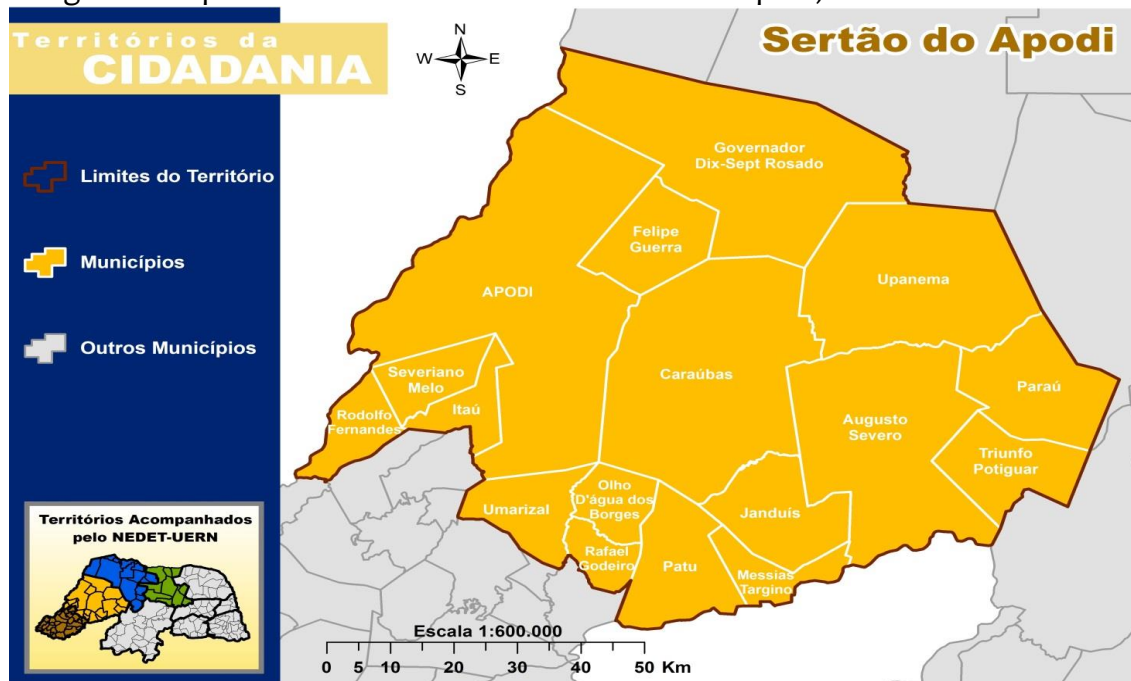 Territórios da
CIDADANIA
N
W
E
S
Sertão do Apodi
Limites do Território
Municípios
Outros Municípios
Governador
Dix-Sept Rosado
Felipe
Guerra
Upanema
APODI
Severiano
Melo
Caraúbas
Paraú
Rodolfo
Fernandes
Itaú
Augusto
Severo
Triunfo
Potiguar
Umarizal
Olho
D'água dos
Borges
Janduís
Rafael
Godeiro
Patu
Messias
Targino
Territórios Acompanhados
pelo NEDET-UERN
Escala 1:600.000
0 5 10 20 30 40 50 Km